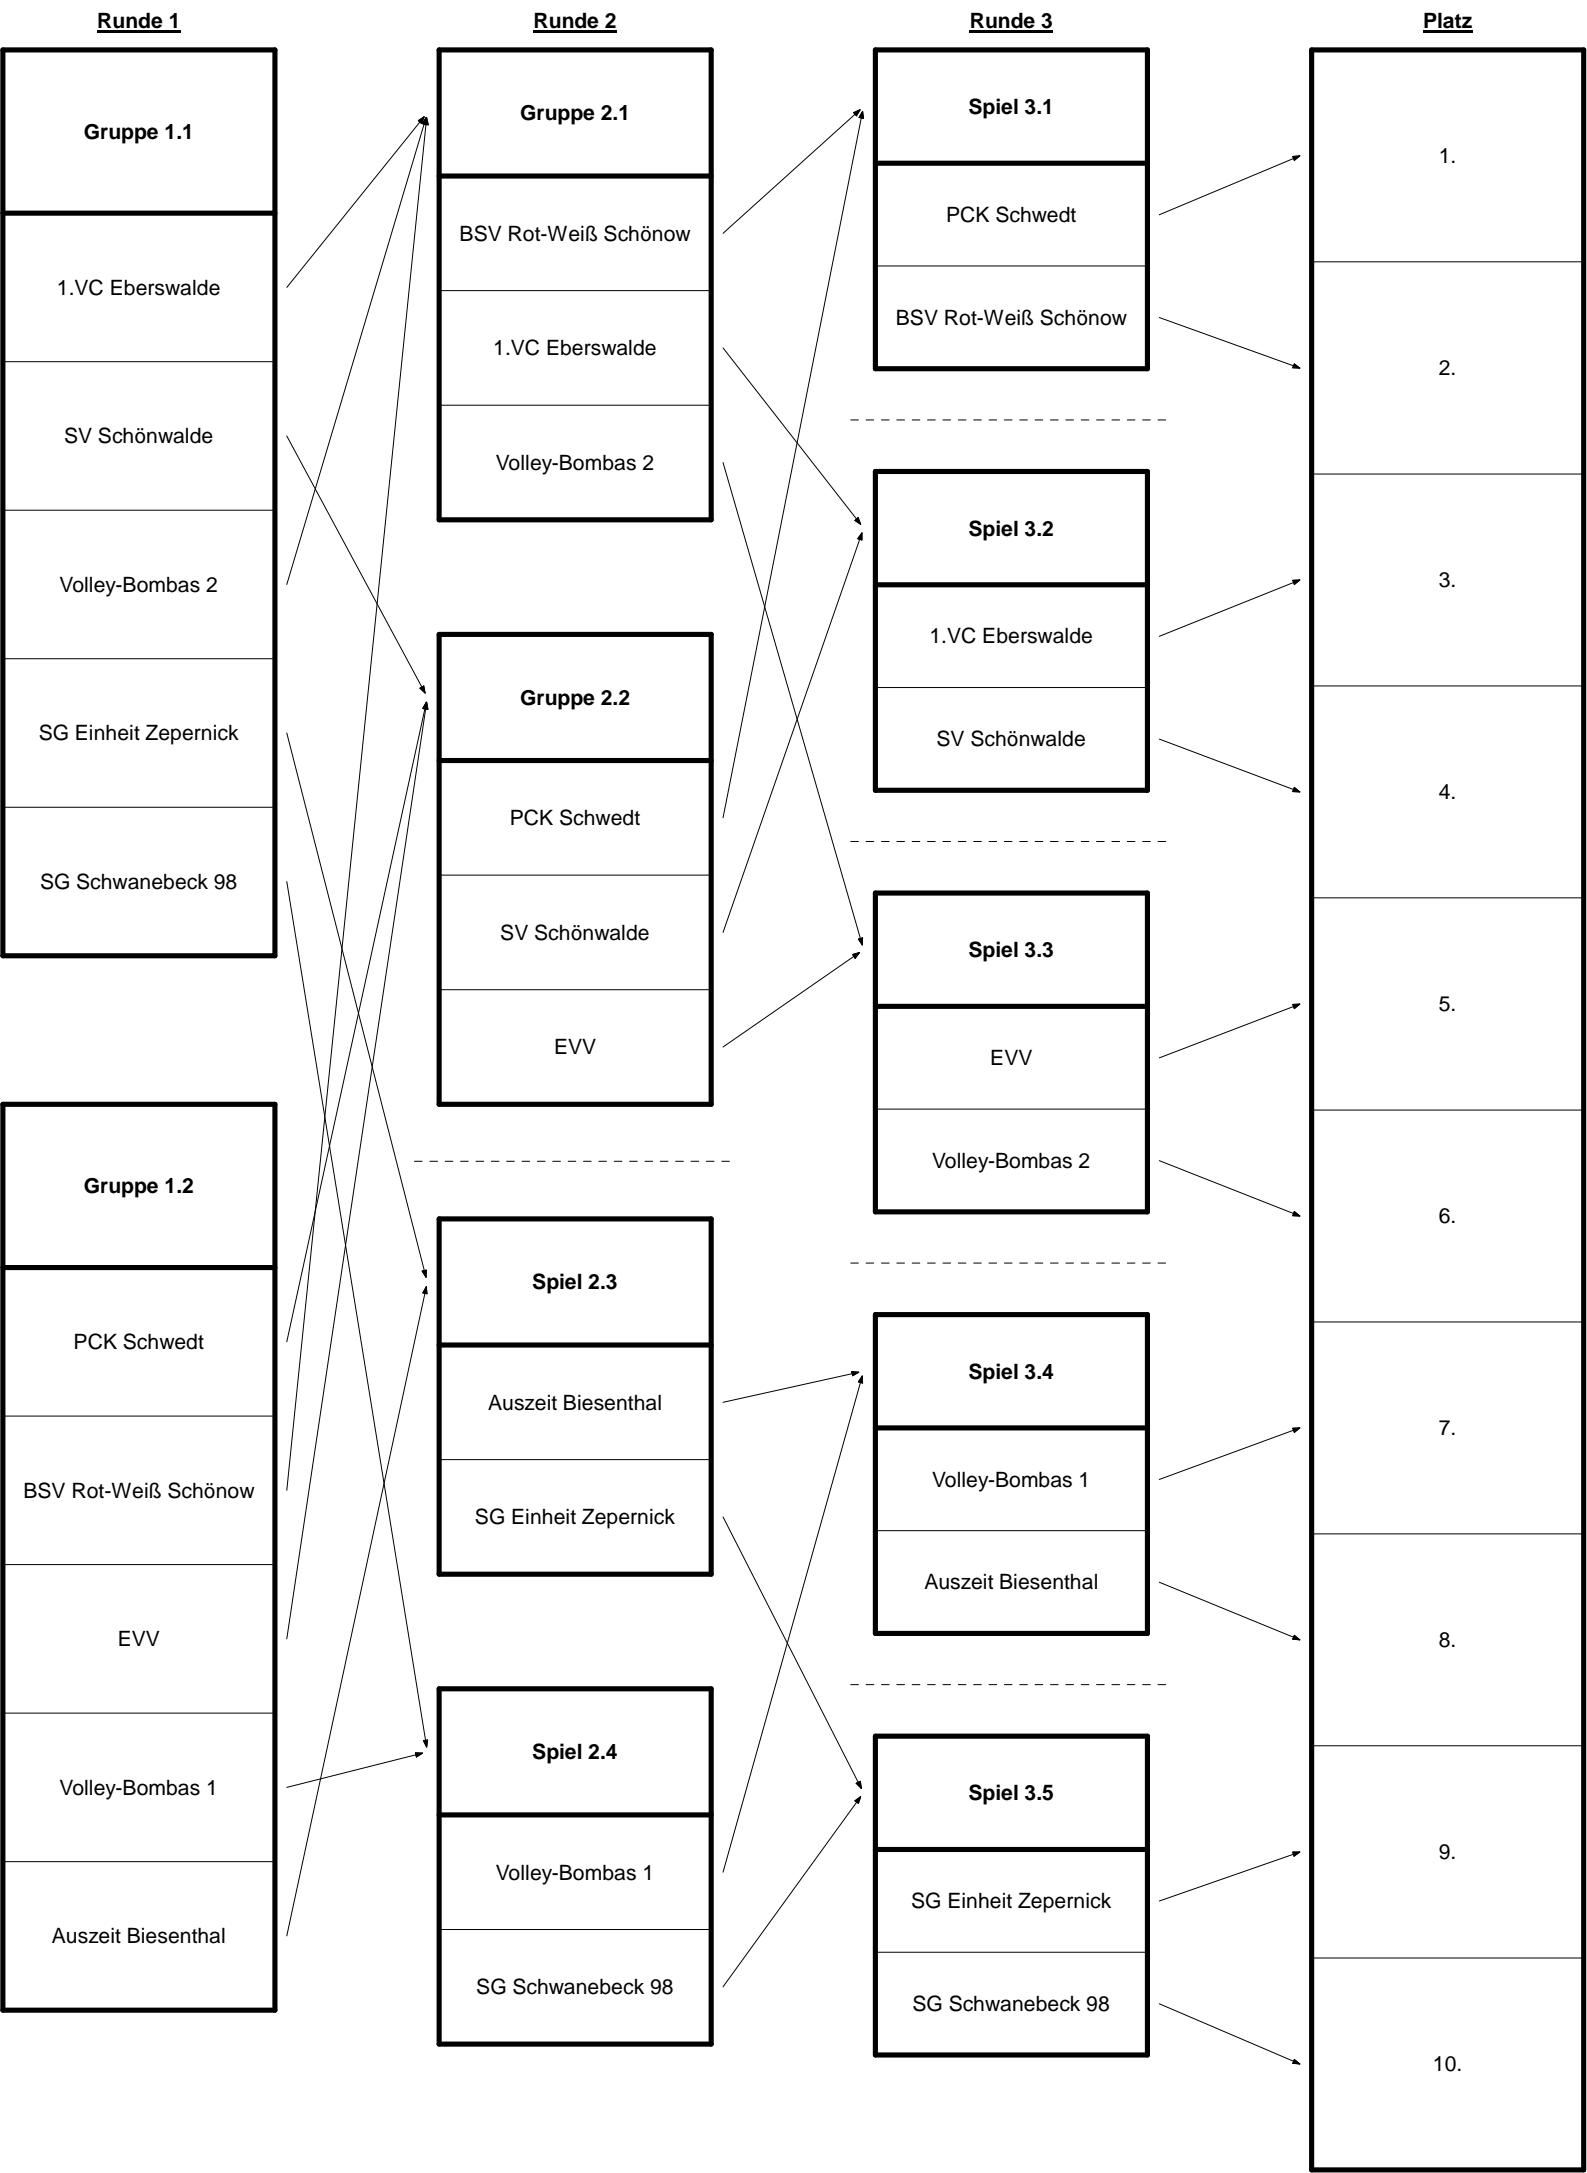 Runde 1
Gruppe 1.1
1.VC Eberswalde
SV Schönwalde
Volley-Bombas 2
SG Einheit Zepernick
SG Schwanebeck 98
Gruppe 1.2
PCK Schwedt
BSV Rot-Weiß Schönow
EVV
Volley-Bombas 1
Auszeit Biesenthal
Runde 2
Gruppe 2.1
BSV Rot-Weiß Schönow
1.VC Eberswalde
Volley-Bombas 2
Gruppe 2.2
PCK Schwedt
SV Schönwalde
EVV
Spiel 2.3
Auszeit Biesenthal
SG Einheit Zepernick
Spiel 2.4
Volley-Bombas 1
SG Schwanebeck 98
Runde 3
Spiel 3.1
PCK Schwedt
BSV Rot-Weiß Schönow
Spiel 3.2
1.VC Eberswalde
SV Schönwalde
Spiel 3.3
EVV
Volley-Bombas 2
Spiel 3.4
Volley-Bombas 1
Auszeit Biesenthal
Spiel 3.5
SG Einheit Zepernick
SG Schwanebeck 98
Platz
1.
2.
3.
4.
5.
6.
7.
8.
9.
10.